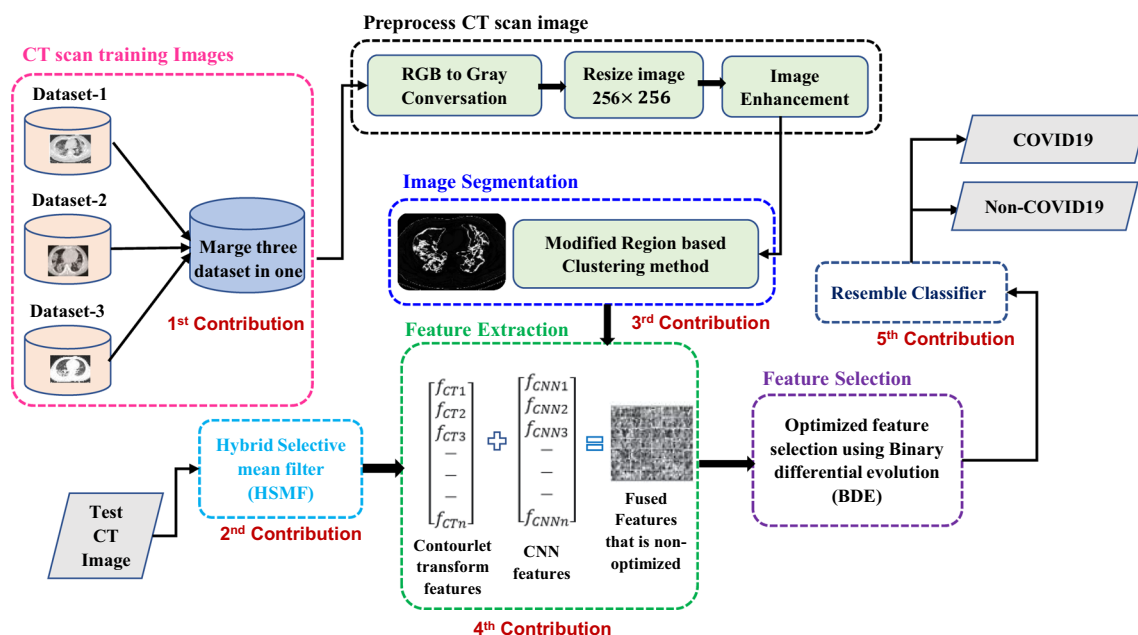 Preprocess CT scan image
CT scan training Images
RGB to Gray
Conversation
Resize image
256× 256
Image
Enhancement
Dataset-1
Dataset-2
Dataset-3
Marge three
dataset in one
1st Contribution
Image Segmentation
Modified Region based
Clustering method
3rd Contribution
COVID19
Non-COVID19
Resemble Classifier
5th Contribution
Feature Extraction
fCT1
fCT2
fCT3
–
–
–
fCTn
Contourlet
transform
features
+
fCNN1
fCNN2
fCNN3
–
–
–
fCNNn
CNN
features
=
Fused
Features
that is non-
optimized
4th Contribution
Feature Selection
Optimized feature
selection using Binary
differential evolution
(BDE)
Hybrid Selective
mean filter
(HSMF)
2nd Contribution
Test
CT
Image